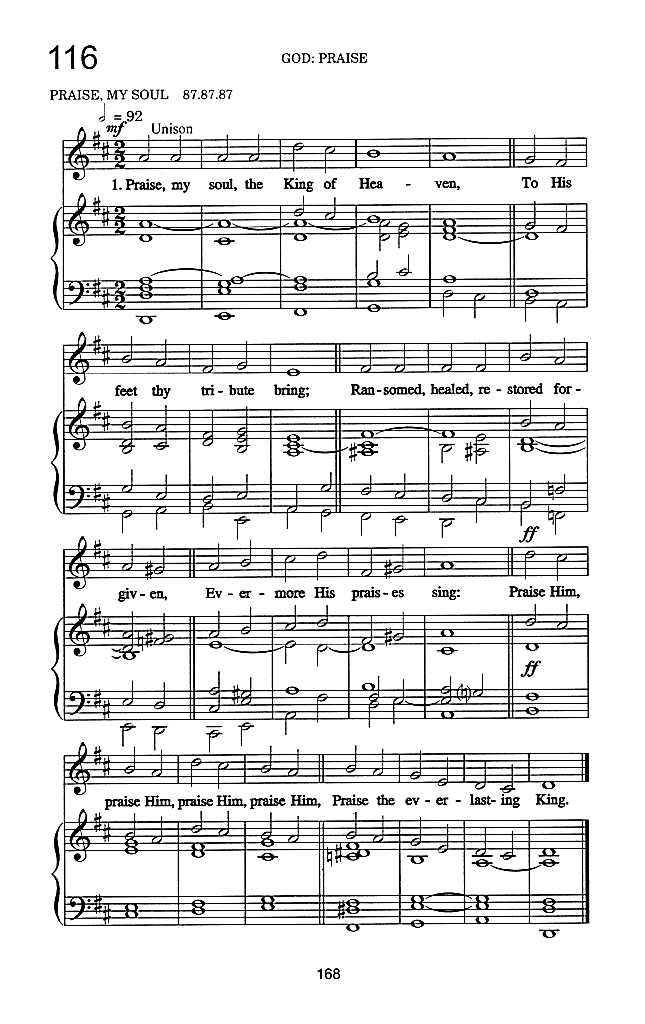 116
GOD: PRAISE
PRAISE, MY SOUL 87.87.87
= 92
mf Unison
1. Praise, my soul, the King of Hea - ven, To His
feet thy tri - bute bring; Ran - somed, healed, re - stored for -
ff
giv - en, Ev - er - more His prais - es sing: Praise Him,
ff
praise Him, praise Him, praise Him, Praise the ev - er - last - ing King.
168